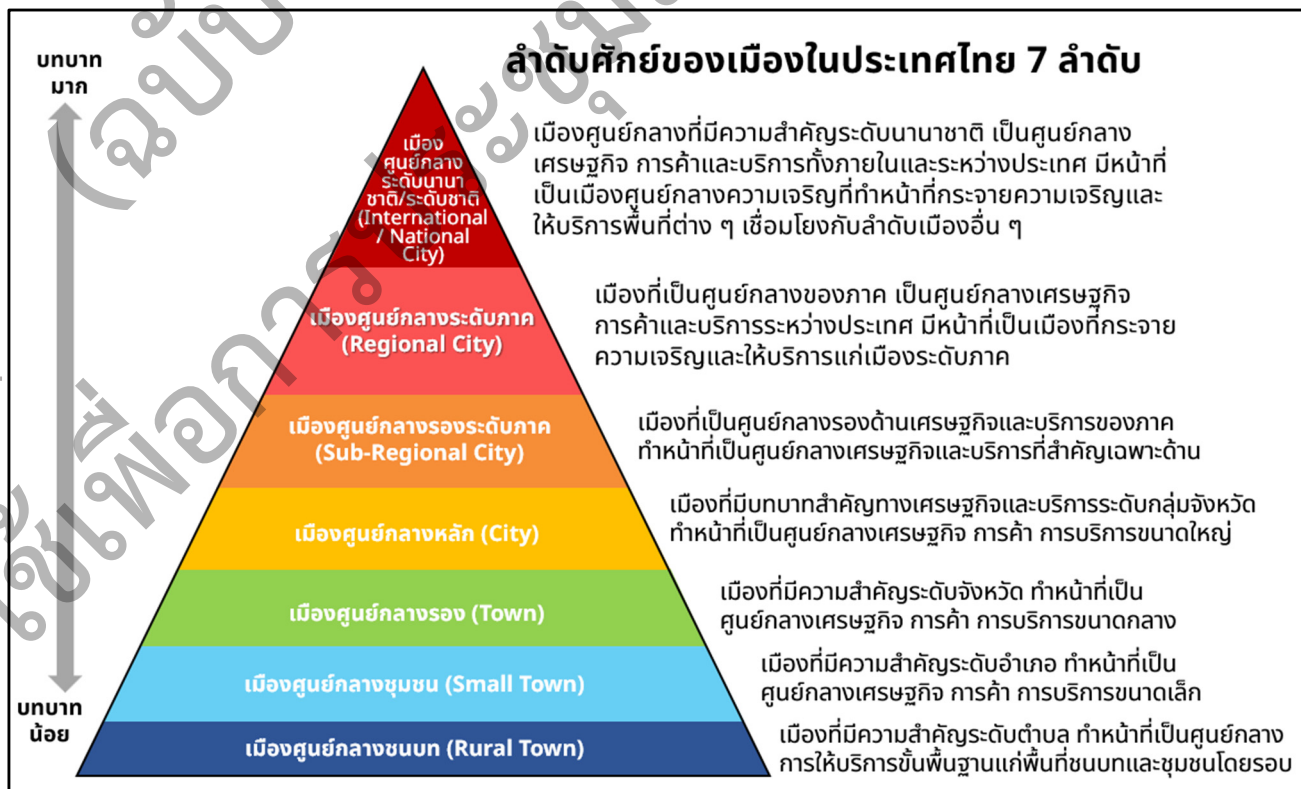 ลำดับศักย์ของเมืองในประเทศไทย 7 ลำดับ
บทบาท
มาก
เมือง
ศูนย์กลาง
ระดับนานา
ชาติ/ระดับชาติ
(International
/ National
City)
เมืองศูนย์กลางที่มีความสำคัญระดับนานาชาติ เป็นศูนย์กลาง
เศรษฐกิจ การค้าและบริการทั้งภายในและระหว่างประเทศ มีหน้าที่
เป็นเมืองศูนย์กลางความเจริญที่ทำหน้าที่กระจายความเจริญและ
ให้บริการพื้นที่ต่าง ๆ เชื่อมโยงกับลำดับเมืองอื่น ๆ
เมืองศูนย์กลางระดับภาค
(Regional City)
เมืองที่เป็นศูนย์กลางของภาค เป็นศูนย์กลางเศรษฐกิจ
การค้าและบริการระหว่างประเทศ มีหน้าที่เป็นเมืองที่กระจาย
ความเจริญและให้บริการแก่เมืองระดับภาค
เมืองศูนย์กลางรองระดับภาค
(Sub-Regional City)
เมืองที่เป็นศูนย์กลางรองด้านเศรษฐกิจและบริการของภาค
ทำหน้าที่เป็นศูนย์กลางเศรษฐกิจและบริการที่สำคัญเฉพาะด้าน
เมืองศูนย์กลางหลัก (City)
เมืองที่มีบทบาทสำคัญทางเศรษฐกิจและบริการระดับกลุ่มจังหวัด
ทำหน้าที่เป็นศูนย์กลางเศรษฐกิจ การค้า การบริการขนาดใหญ่
เมืองศูนย์กลางรอง (Town)
เมืองที่มีความสำคัญระดับจังหวัด ทำหน้าที่เป็น
ศูนย์กลางเศรษฐกิจ การค้า การบริการขนาดกลาง
เมืองศูนย์กลางชุมชน (Small Town)
เมืองที่มีความสำคัญระดับอำเภอ ทำหน้าที่เป็น
ศูนย์กลางเศรษฐกิจ การค้า การบริการขนาดเล็ก
บทบาท
น้อย
เมืองศูนย์กลางชนบท (Rural Town)
เมืองที่มีความสำคัญระดับตำบล ทำหน้าที่เป็นศูนย์กลาง
การให้บริการขั้นพื้นฐานแก่พื้นที่ชนบทและชุมชนโดยรอบ